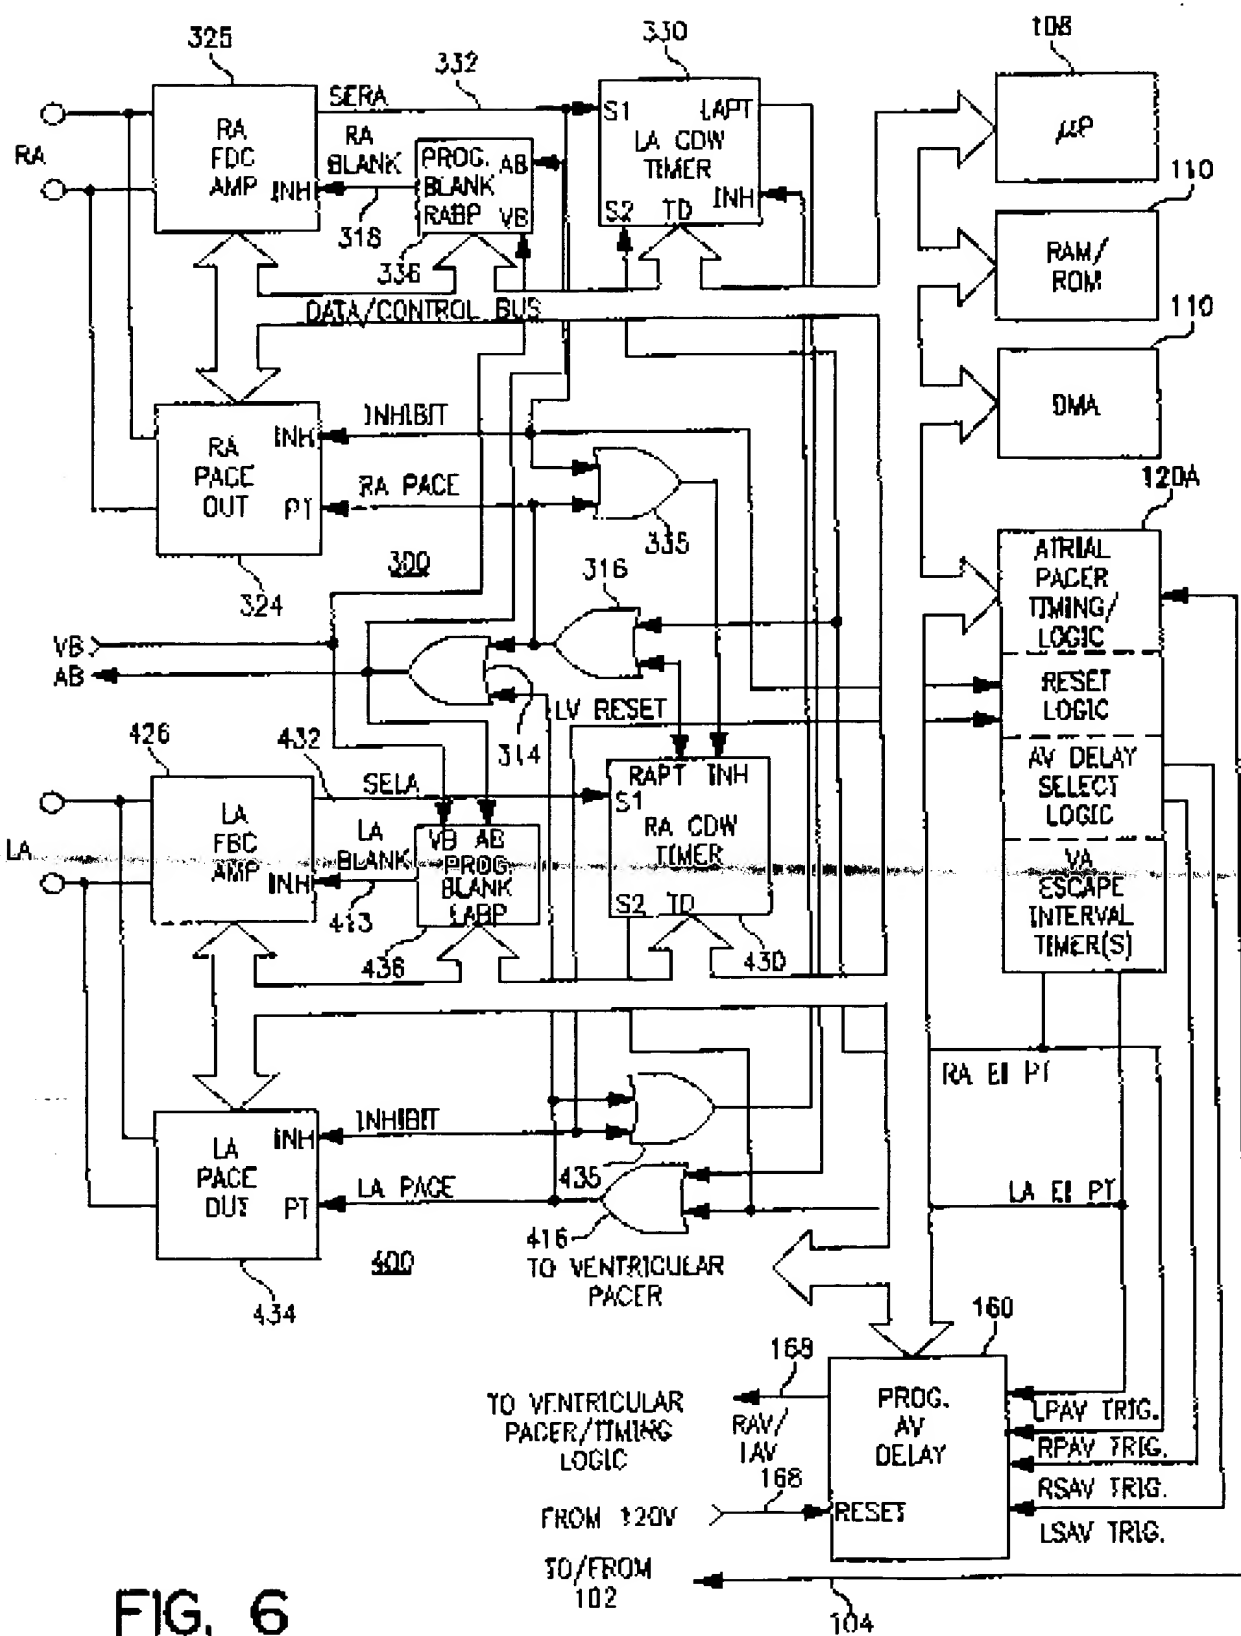 325
332
330
108
SERA
S1
LAPT
RA
FDC
AMP
INH
RA
RA
BLANK
PROG.
BLANK
RABP
AB
VB
LA CDW
TIMER
INH
S2
TD
µP
110
318
336
RAM/
ROM
DATA/CONTROL BUS
110
DMA
INHIBIT
INH
RA
PACE
OUT
RA PACE
PT
335
120A
300
316
324
ATRIAL
PACER
TIMING/
LOGIC
VB
AB
RESET
LOGIC
LV RESET
314
426
432
SELA
RAPT
INH
S1
AV DELAY
SELECT
LOGIC
LA
FBC
AMP
INH
LA
LA
BLANK
VB AB
PROG.
BLANK
LABP
RA CDW
TIMER
VA
ESCAPE
INTERVAL
TIMER(S)
413
436
S2
TD
430
RA EI PT
INHIBIT
INH
LA
PACE
OUT
LA PACE
PT
435
416
LA EI PT
400
434
TO VENTRICULAR
PACER
160
168
TO VENTRICULAR
PACER/TIMING
LOGIC
RAV/
LAV
PROG.
AV
DELAY
LPAV TRIG.
RPAV TRIG.
RSAV TRIG.
LSAV TRIG.
168
FROM 120V
RESET
TO/FROM
102
104
FIG. 6